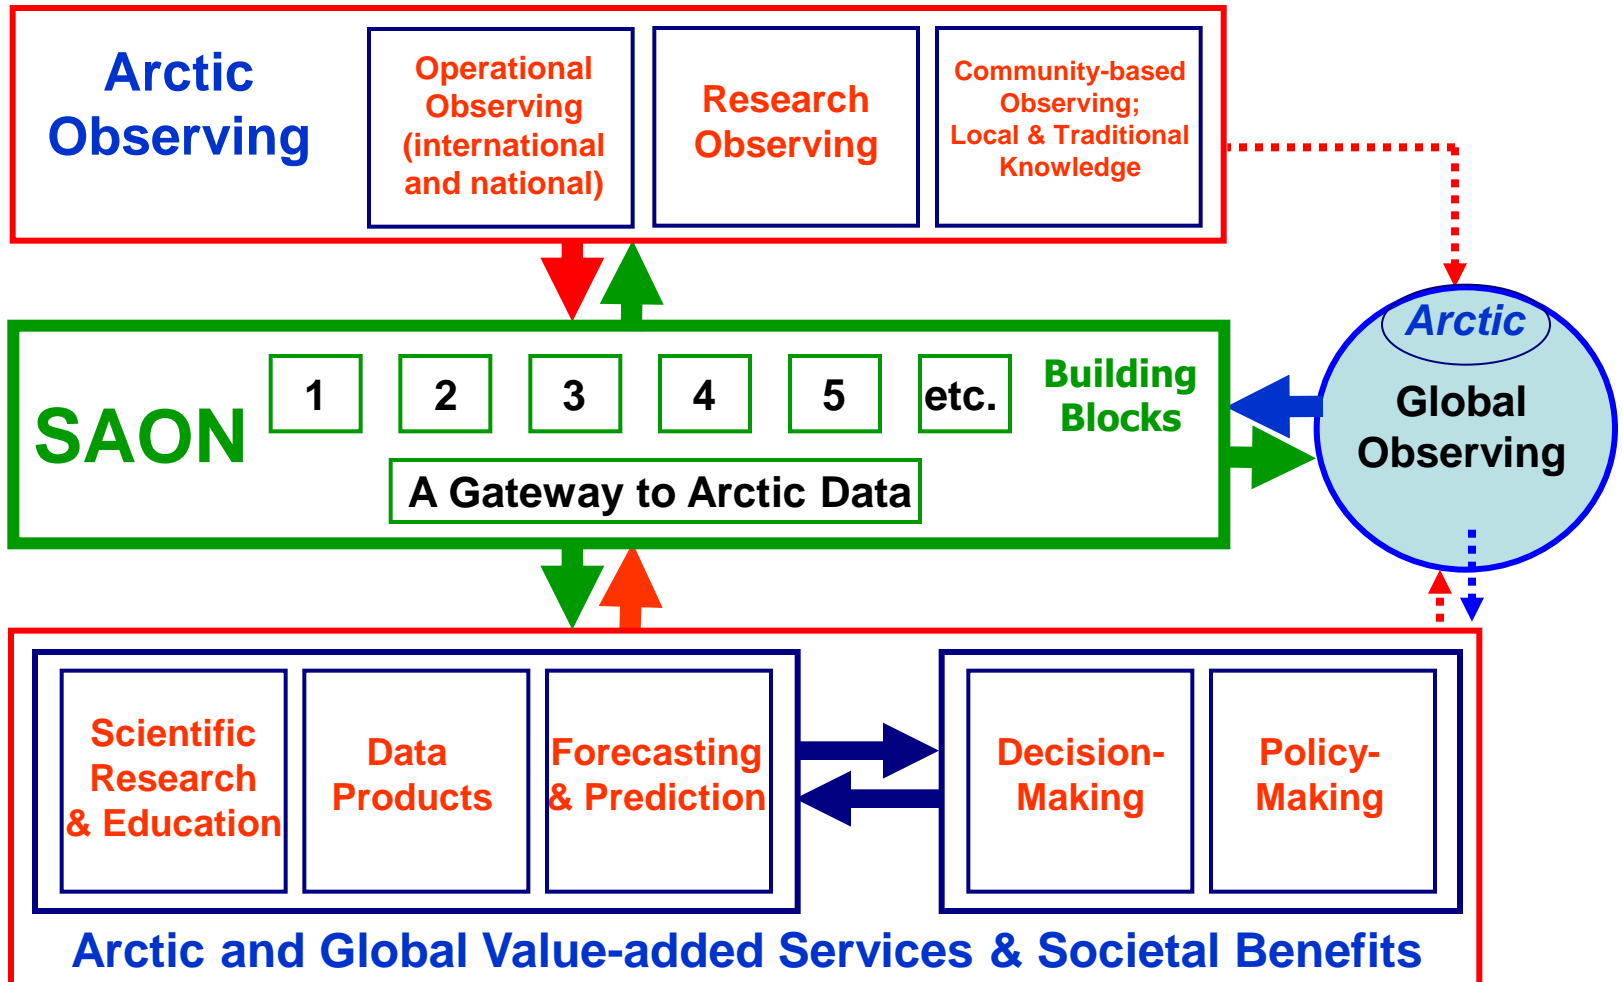 Arctic
Observing
Operational
Observing
(international
and national)
Research
Observing
Community-based
Observing;
Local & Traditional
Knowledge
SAON
1
2
3
4
5
etc.
Building
Blocks
A Gateway to Arctic Data
Arctic
Global
Observing
Scientific
Research
& Education
Data
Products
Forecasting
& Prediction
Decision-
Making
Policy-
Making
Arctic and Global Value-added Services & Societal Benefits